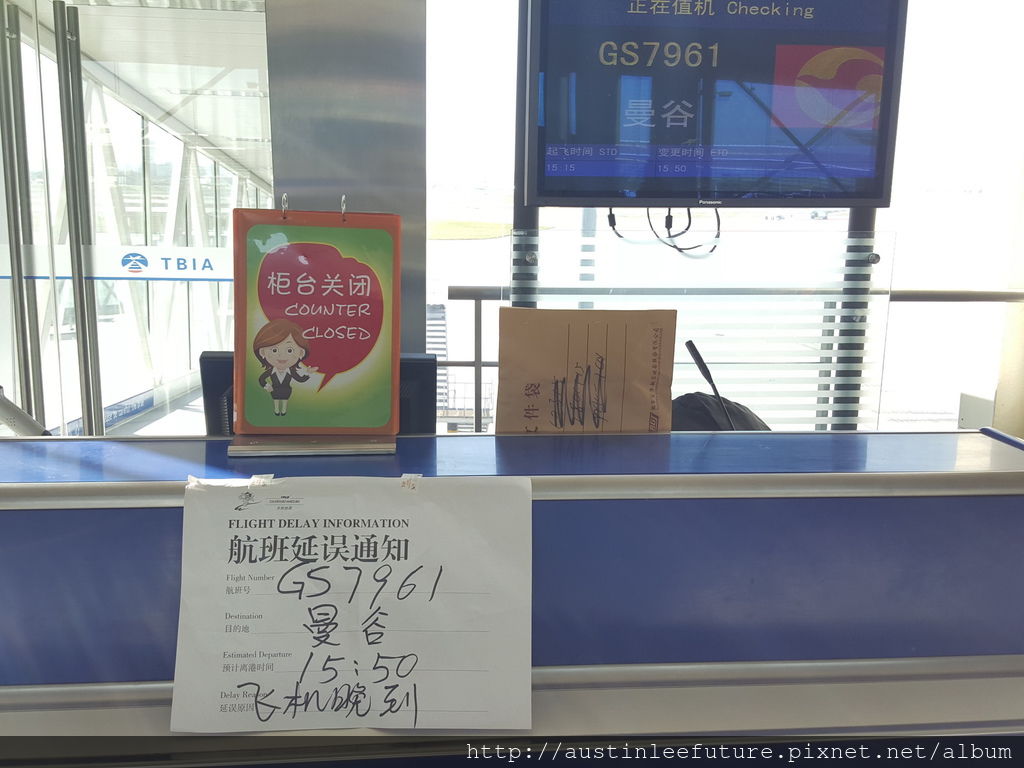 正在值机 Checking
GS7961
曼谷
起飞时间 STD 变更时间 ETD
15 15 15 50
Panasonic
TBIA
柜台关闭
COUNTER
CLOSED
件袋
FLIGHT DELAY INFORMATION
航班延误通知
Flight Number
航班号 GS7961
Destination
目的地 曼谷
Estimated Departure
预计离港时间 15:50
Delay Reason
延误原因 飞机晚到
http://austinleefuture.pixnet.net/album